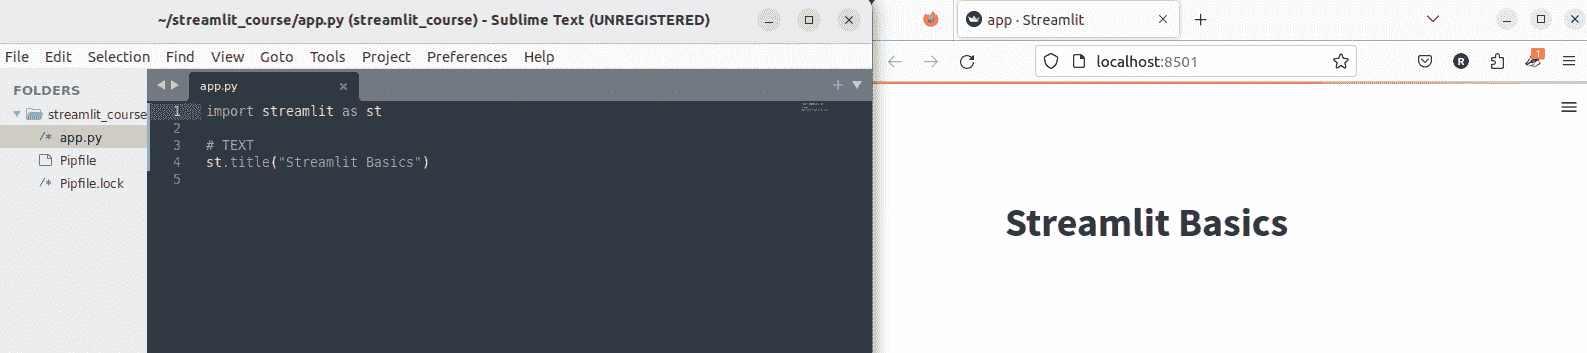 ~/streamlit_course/app.py (streamlit_course) - Sublime Text (UNREGISTERED)
File Edit Selection Find View Goto Tools Project Preferences Help
FOLDERS
streamlit_course
/* app.py
Pipfile
/* Pipfile.lock
app.py
1 import streamlit as st
2
3 # TEXT
4 st.title("Streamlit Basics")
5
app · Streamlit
localhost:8501
R
1
Streamlit Basics